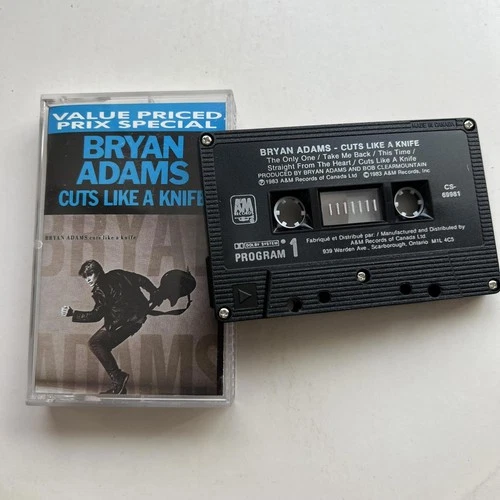 VALUE PRICED
PRIX SPECIAL
BRYAN
ADAMS
CUTS LIKE A KNIFE
BRYAN ADAMS cuts like a knife
BRYAN
ADAMS
MADE IN CANADA
BRYAN ADAMS - CUTS LIKE A KNIFE
The Only One / Take Me Back / This Time /
Straight From The Heart / Cuts Like A Knife
PRODUCED BY BRYAN ADAMS AND BOB CLEARMOUNTAIN
℗1983 A&M Records of Canada Ltd ©1983 A&M Records, Inc
A&M
RECORDS
CS-
69961
DOLBY SYSTEM
PROGRAM 1
Fabriqué et Distribué par: / Manufactured and Distributed by
A&M Records of Canada Ltd.
939 Warden Ave., Scarborough, Ontario M1L 4C5